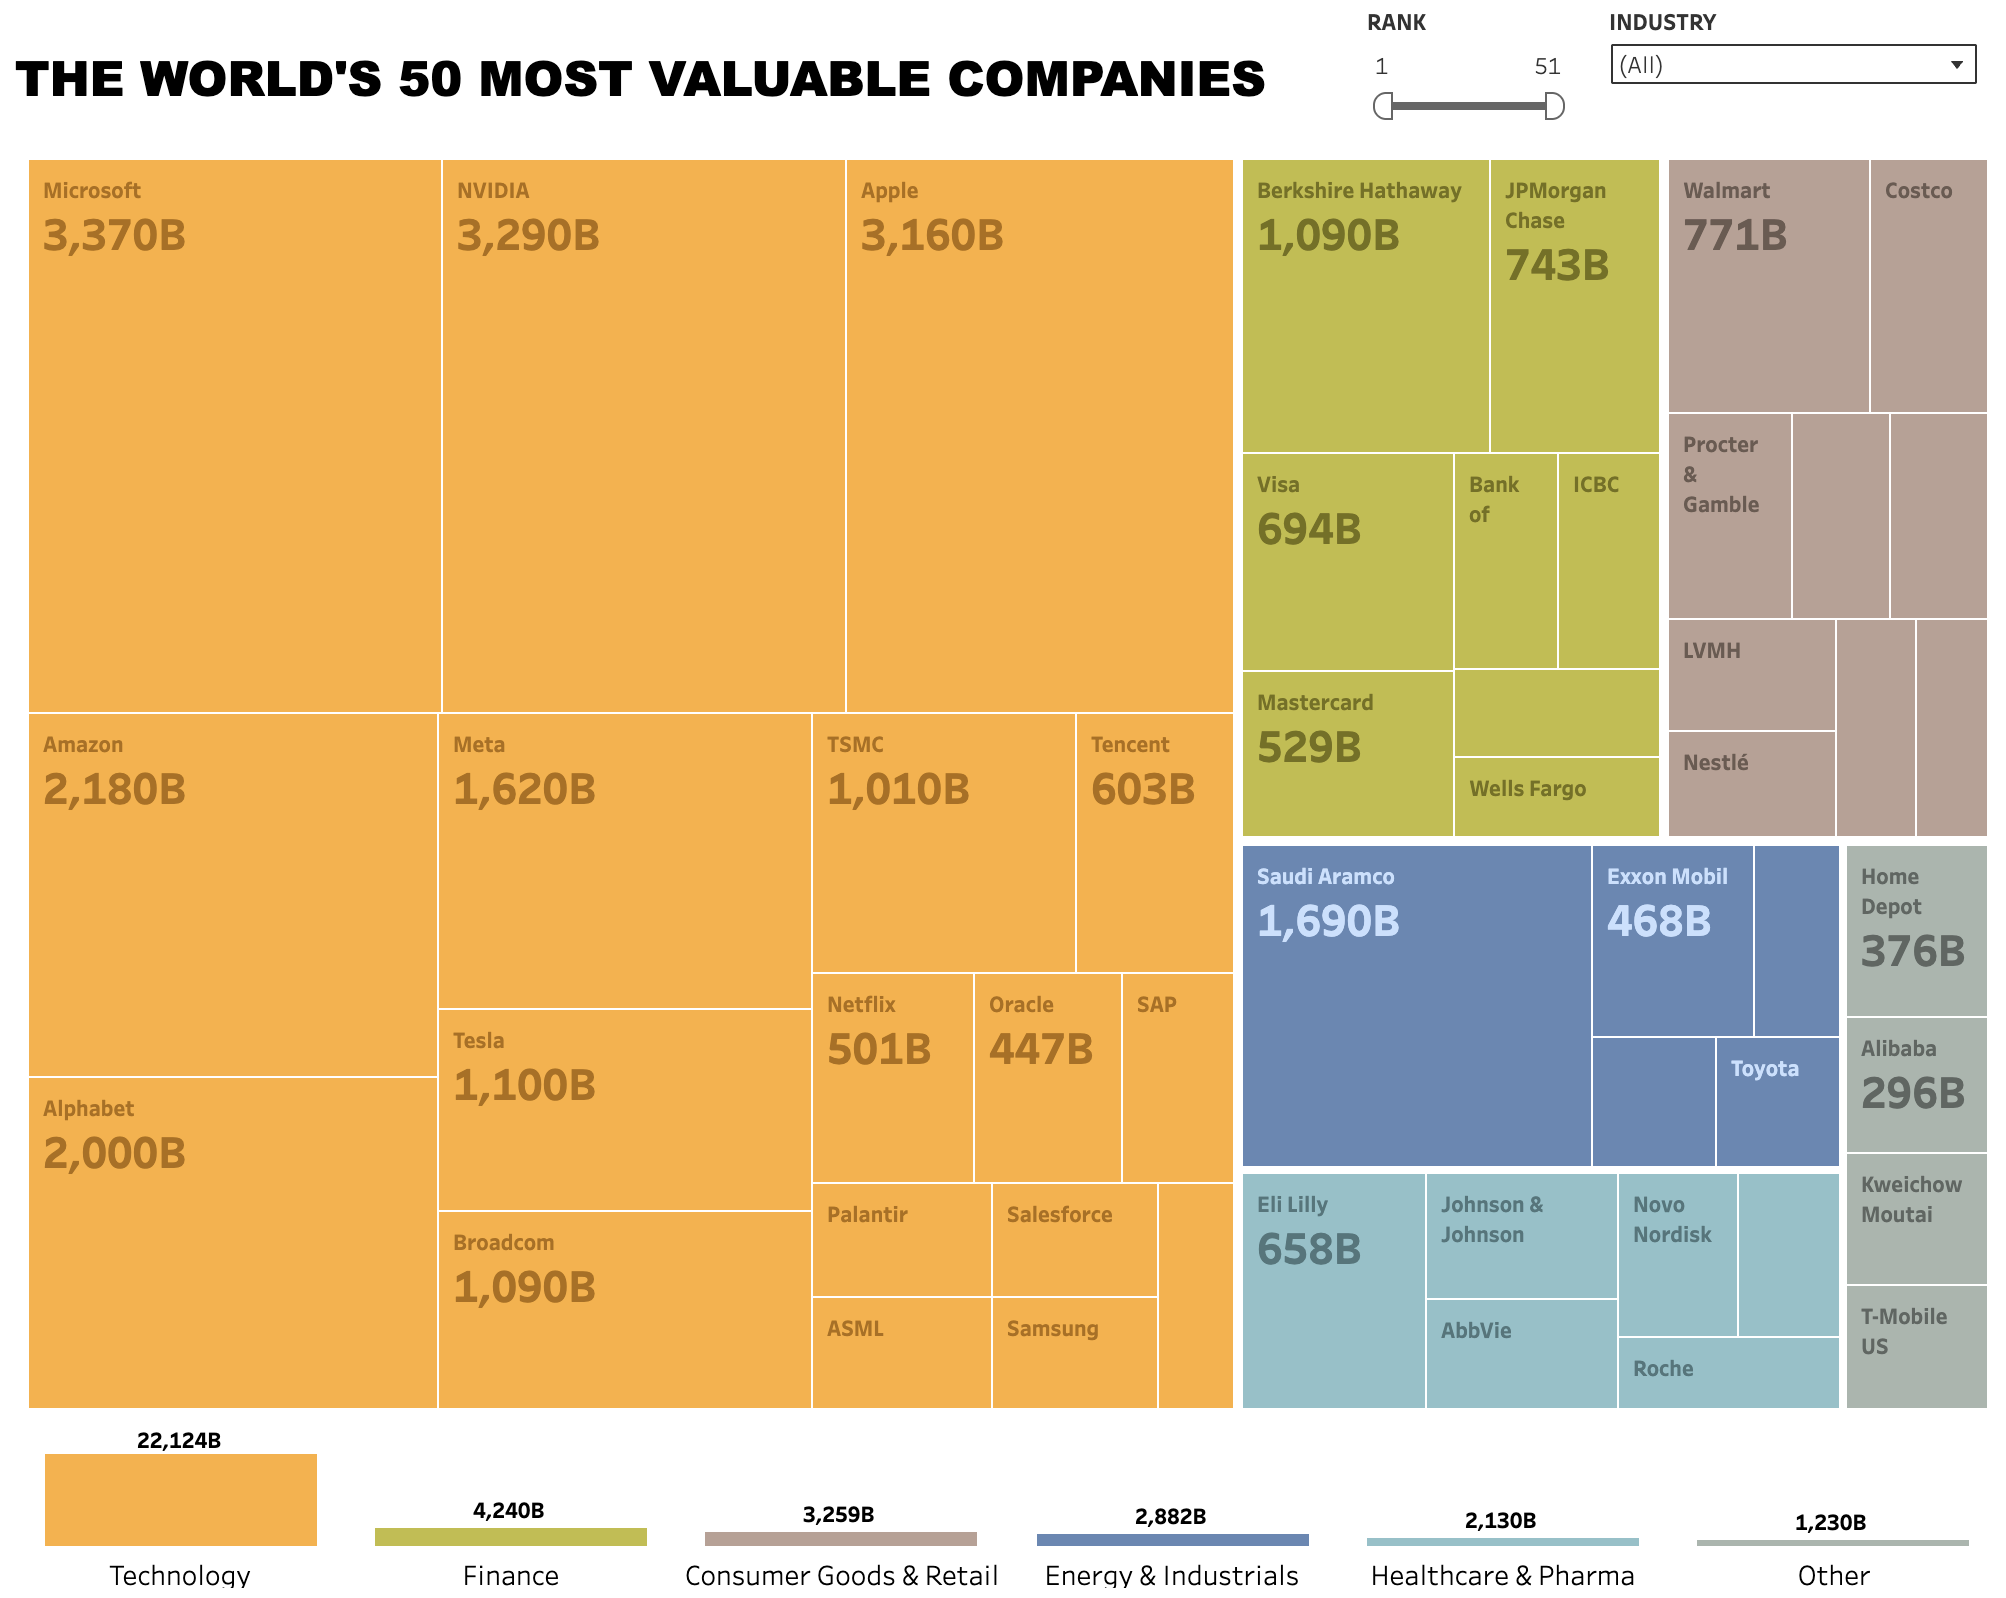 RANK
INDUSTRY
THE WORLD'S 50 MOST VALUABLE COMPANIES
1
51
(All)
Microsoft
3,370B
NVIDIA
3,290B
Apple
3,160B
Berkshire Hathaway
1,090B
JPMorgan
Chase
743B
Walmart
771B
Costco
Visa
694B
Bank
of
ICBC
Procter
&
Gamble
LVMH
Mastercard
529B
Wells Fargo
Nestlé
Amazon
2,180B
Meta
1,620B
TSMC
1,010B
Tencent
603B
Alphabet
2,000B
Tesla
1,100B
Broadcom
1,090B
Netflix
501B
Oracle
447B
SAP
Palantir
Salesforce
ASML
Samsung
Saudi Aramco
1,690B
Exxon Mobil
468B
Toyota
Home
Depot
376B
Alibaba
296B
Kweichow
Moutai
T-Mobile
US
Eli Lilly
658B
Johnson &
Johnson
AbbVie
Novo
Nordisk
Roche
22,124B
Technology
4,240B
Finance
3,259B
Consumer Goods & Retail
2,882B
Energy & Industrials
2,130B
Healthcare & Pharma
1,230B
Other